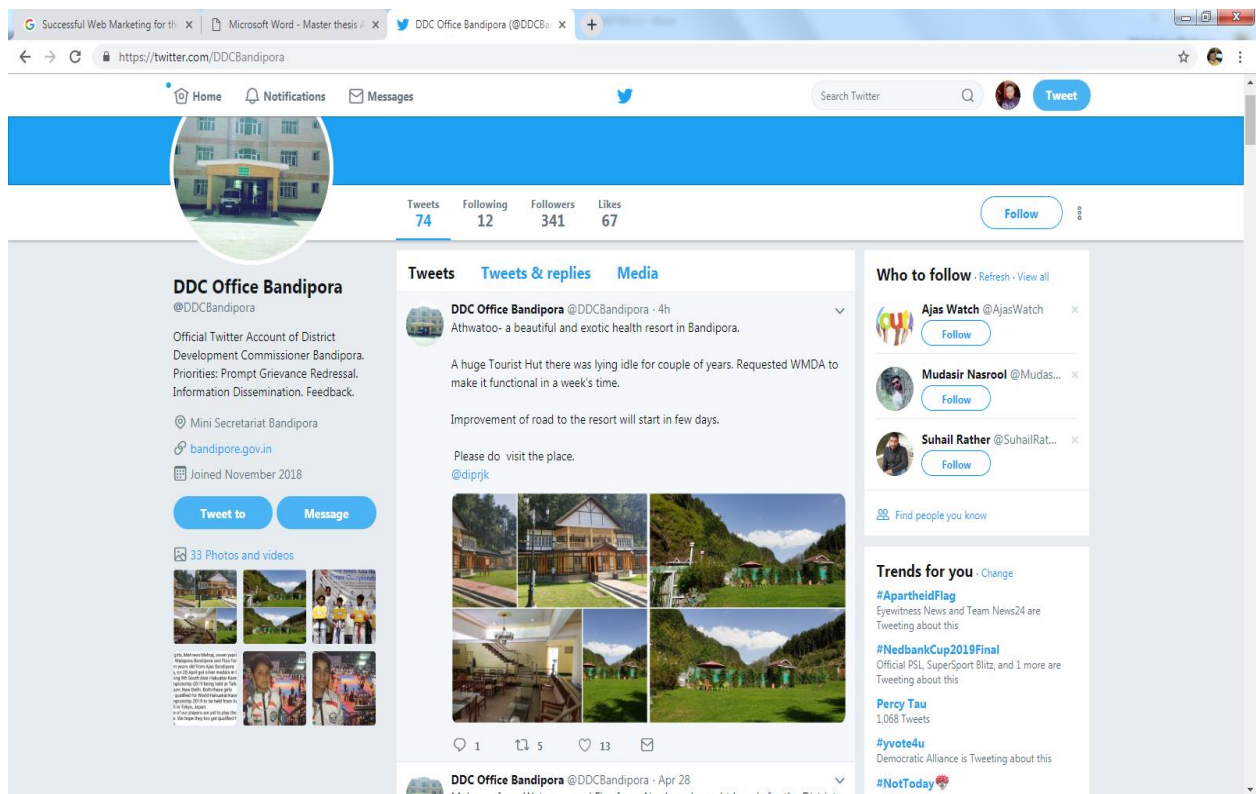 Successful Web Marketing for th
Microsoft Word - Master thesis A
DDC Office Bandipora (@DDCBa
https://twitter.com/DDCBandipora
Home Notifications Messages
Search Twitter
Tweet
Tweets Following Followers Likes
74 12 341 67
Follow
DDC Office Bandipora
@DDCBandipora
Official Twitter Account of District
Development Commissioner Bandipora.
Priorities: Prompt Grievance Redressal.
Information Dissemination. Feedback.
Mini Secretariat Bandipora
bandipore.gov.in
Joined November 2018
Tweet to Message
33 Photos and videos
Tweets Tweets & replies Media
DDC Office Bandipora @DDCBandipora · 4h
Athwatoo- a beautiful and exotic health resort in Bandipora.
A huge Tourist Hut there was lying idle for couple of years. Requested WMDA to
make it functional in a week's time.
Improvement of road to the resort will start in few days.
Please do visit the place.
@diprjk
1 5 13
DDC Office Bandipora @DDCBandipora · Apr 28
Who to follow · Refresh · View all
Ajas Watch @AjasWatch
Follow
Mudasir Nasrool @Mudas...
Follow
Suhail Rather @SuhailRat...
Follow
Find people you know
Trends for you · Change
#ApartheidFlag
Eyewitness News and Team News24 are
Tweeting about this
#NedbankCup2019Final
Official PSL, SuperSport Blitz, and 1 more are
Tweeting about this
Percy Tau
1,068 Tweets
#yvote4u
Democratic Alliance is Tweeting about this
#NotToday